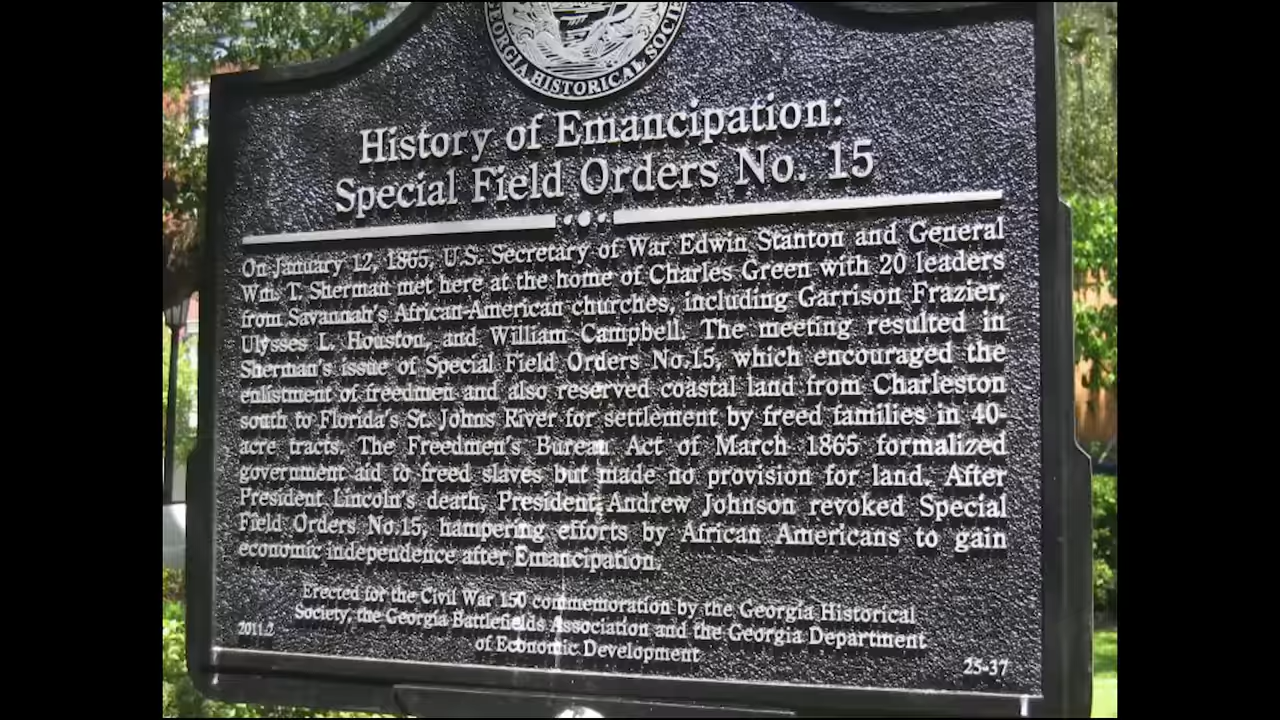 GEORGIA HISTORICAL SOCIETY
History of Emancipation:
Special Field Orders No. 15
On January 12, 1865, U.S. Secretary of War Edwin Stanton and General
Wm. T. Sherman met here at the home of Charles Green with 20 leaders
from Savannah's African-American churches, including Garrison Frazier,
Ulysses L. Houston, and William Campbell. The meeting resulted in
Sherman's issue of Special Field Orders No.15, which encouraged the
enlistment of freedmen and also reserved coastal land from Charleston
south to Florida's St. Johns River for settlement by freed families in 40-
acre tracts. The Freedmen's Bureau Act of March 1865 formalized
government aid to freed slaves but made no provision for land. After
President Lincoln's death, President Andrew Johnson revoked Special
Field Orders No.15, hampering efforts by African Americans to gain
economic independence after Emancipation.
Erected for the Civil War 150 commemoration by the Georgia Historical
Society, the Georgia Battlefields Association and the Georgia Department
of Economic Development
2011.2
25-37